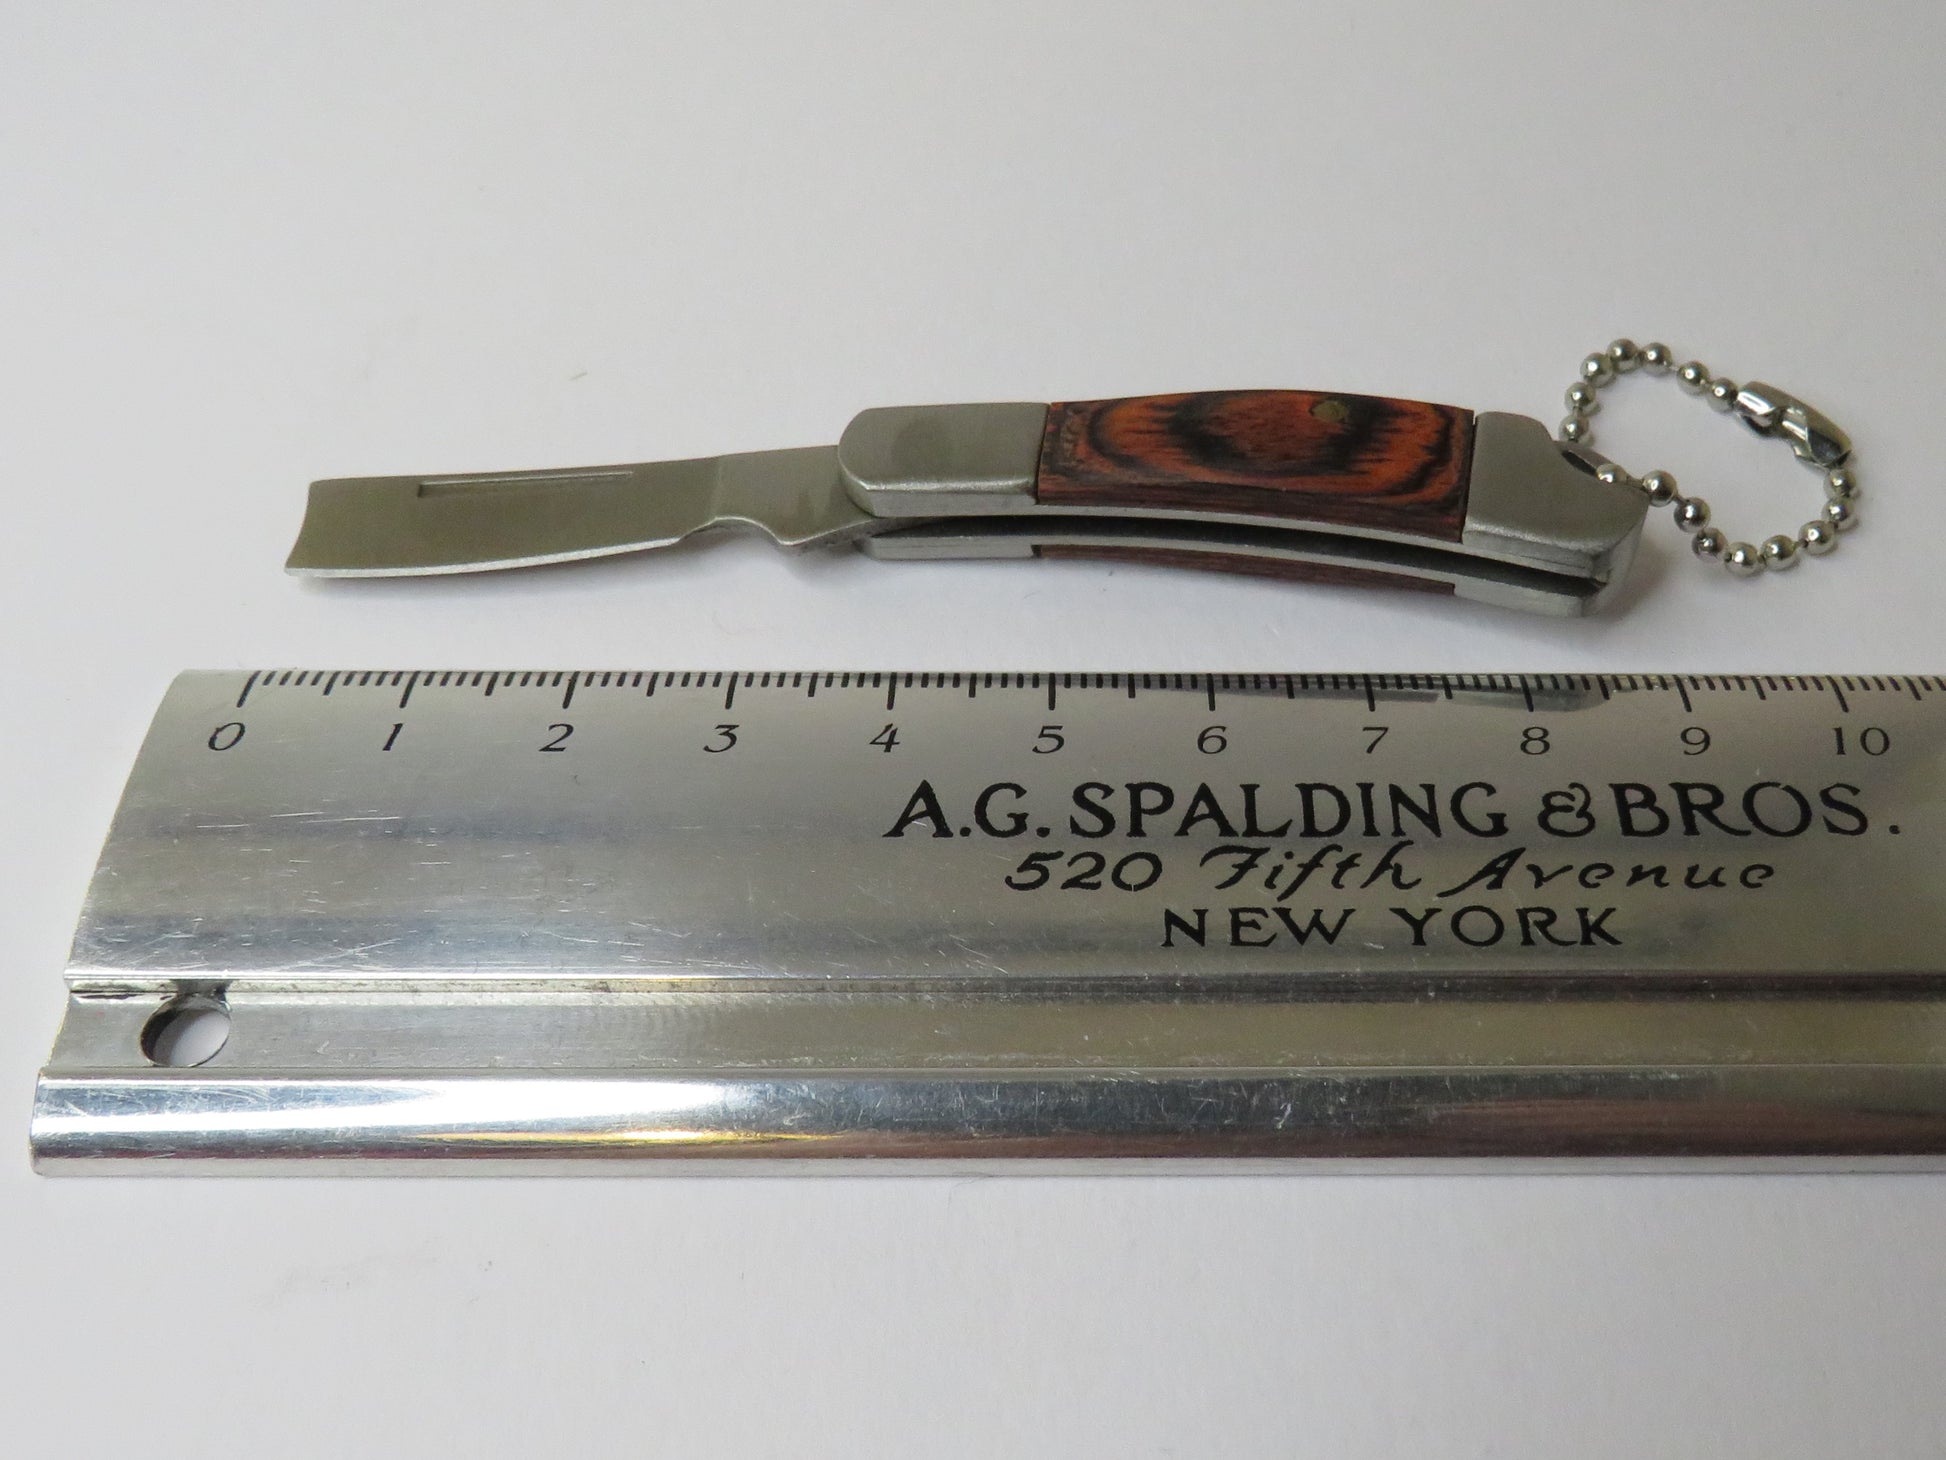 0 1 2 3 4 5 6 7 8 9 10
A.G. SPALDING & BROS.
520 Fifth Avenue
NEW YORK